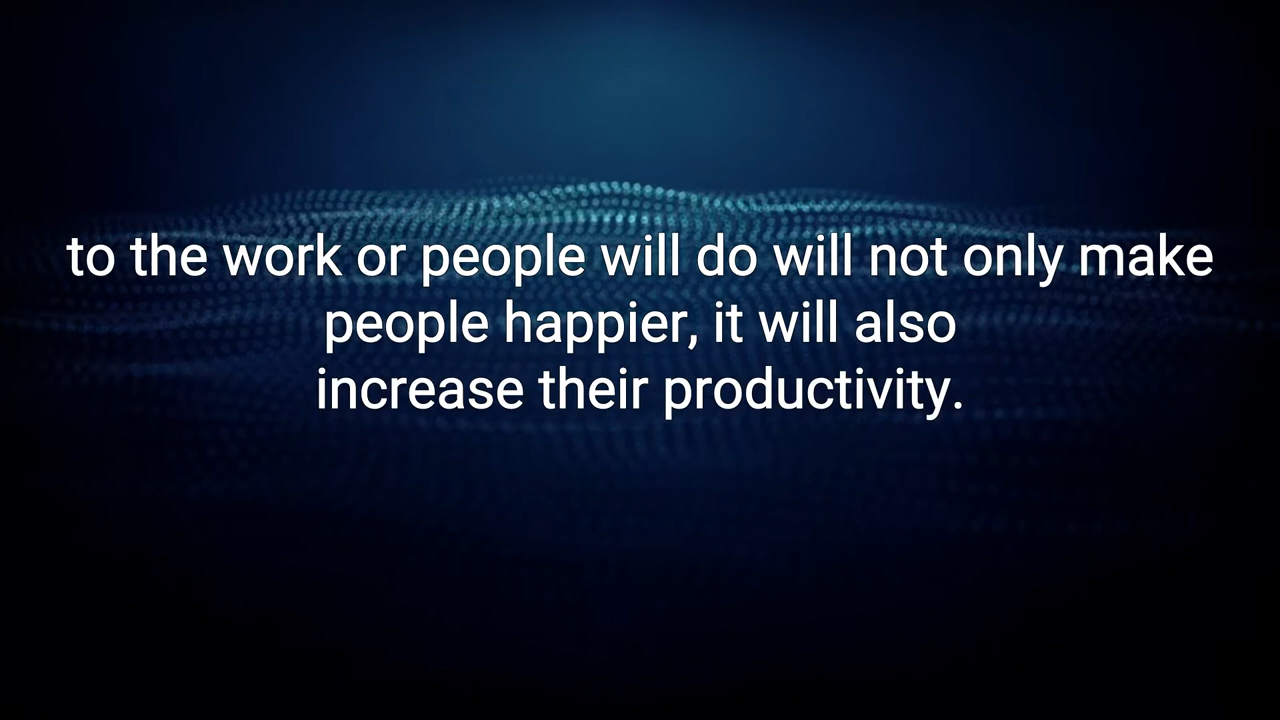 to the work or people will do will not only make
people happier, it will also
increase their productivity.